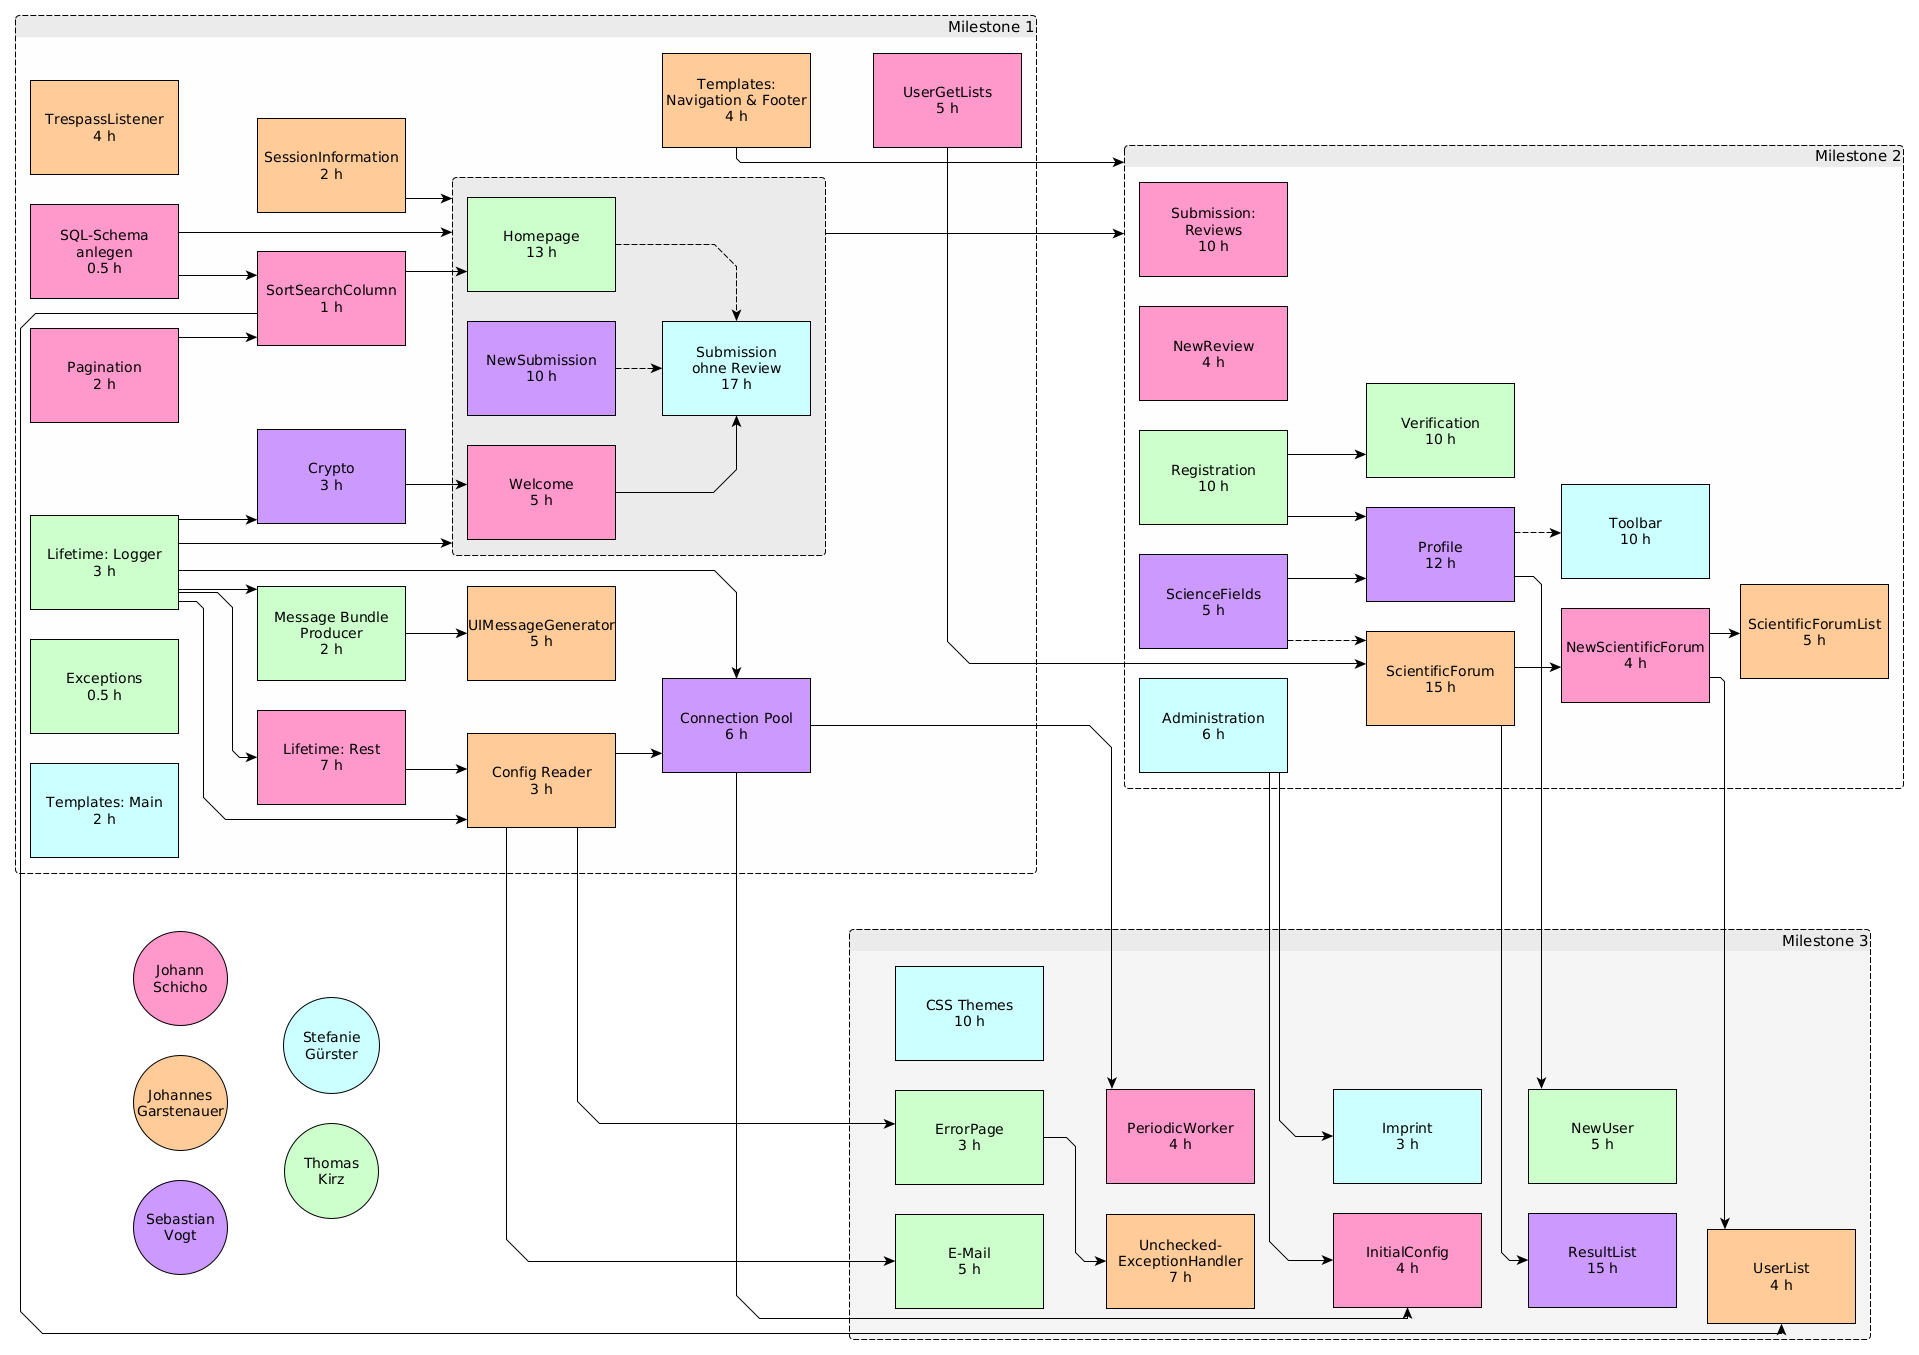 Milestone 1
TrespassListener
4 h
SessionInformation
2 h
Templates:
Navigation & Footer
4 h
UserGetLists
5 h
SQL-Schema
anlegen
0.5 h
SortSearchColumn
1 h
Pagination
2 h
Homepage
13 h
NewSubmission
10 h
Submission
ohne Review
17 h
Welcome
5 h
Crypto
3 h
Lifetime: Logger
3 h
Message Bundle
Producer
2 h
UIMessageGenerator
5 h
Exceptions
0.5 h
Lifetime: Rest
7 h
Config Reader
3 h
Connection Pool
6 h
Templates: Main
2 h
Milestone 2
Submission:
Reviews
10 h
NewReview
4 h
Registration
10 h
Verification
10 h
ScienceFields
5 h
Profile
12 h
Toolbar
10 h
Administration
6 h
ScientificForum
15 h
NewScientificForum
4 h
ScientificForumList
5 h
Milestone 3
CSS Themes
10 h
ErrorPage
3 h
PeriodicWorker
4 h
Imprint
3 h
NewUser
5 h
E-Mail
5 h
Unchecked-
ExceptionHandler
7 h
InitialConfig
4 h
ResultList
15 h
UserList
4 h
Johann
Schicho
Stefanie
Gürster
Johannes
Garstenauer
Thomas
Kirz
Sebastian
Vogt